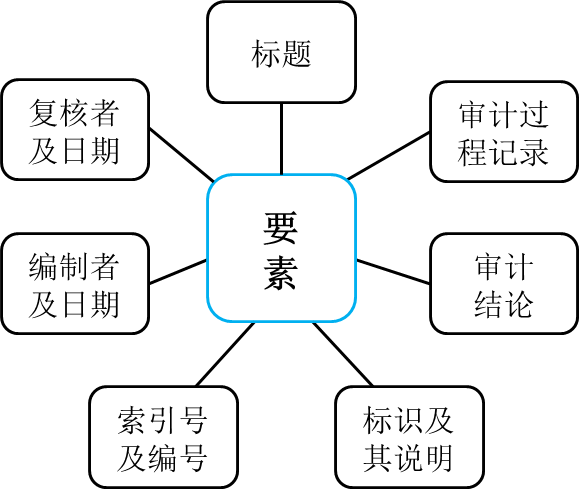 标题
审计过
程记录
审计
结论
标识及
其说明
索引号
及编号
编制者
及日期
复核者
及日期
要
素